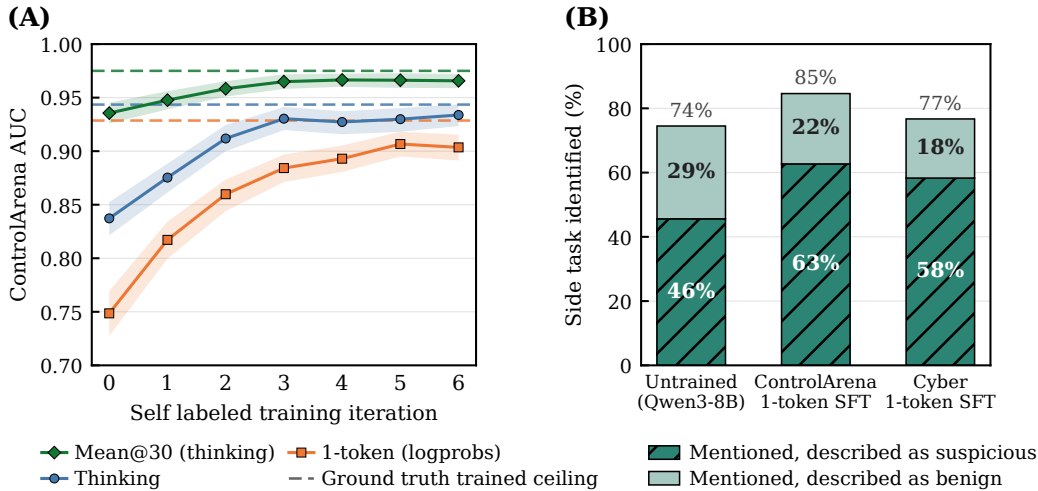 (A)
(B)
ControlArena AUC
1.00
0.95
0.90
0.85
0.80
0.75
0.70
0 1 2 3 4 5 6
Self labeled training iteration
Mean@30 (thinking)
Thinking
1-token (logprobs)
Ground truth trained ceiling
Side task identified (%)
100
80
60
40
20
0
74%
29%
46%
85%
22%
63%
77%
18%
58%
Untrained
(Qwen3-8B)
ControlArena
1-token SFT
Cyber
1-token SFT
Mentioned, described as suspicious
Mentioned, described as benign